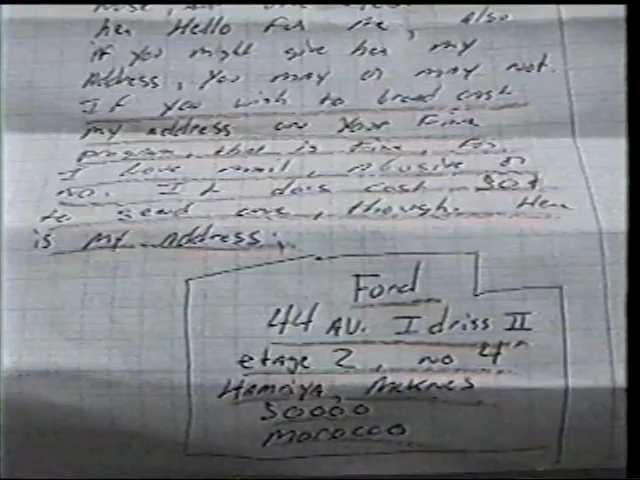 her Hello for me, Also
if you might give her my
Address, you may or may not.
If you wish to broad cast
my address on your Fine
program, that is Fine, For
I love mail, abusive or
no. It does cost 50¢
to send one, though. Here
is my address:
Ford
44 AV. Idriss II
etage 2, no 4
HAMRIYA, MEKNES
50000
MOROCCO